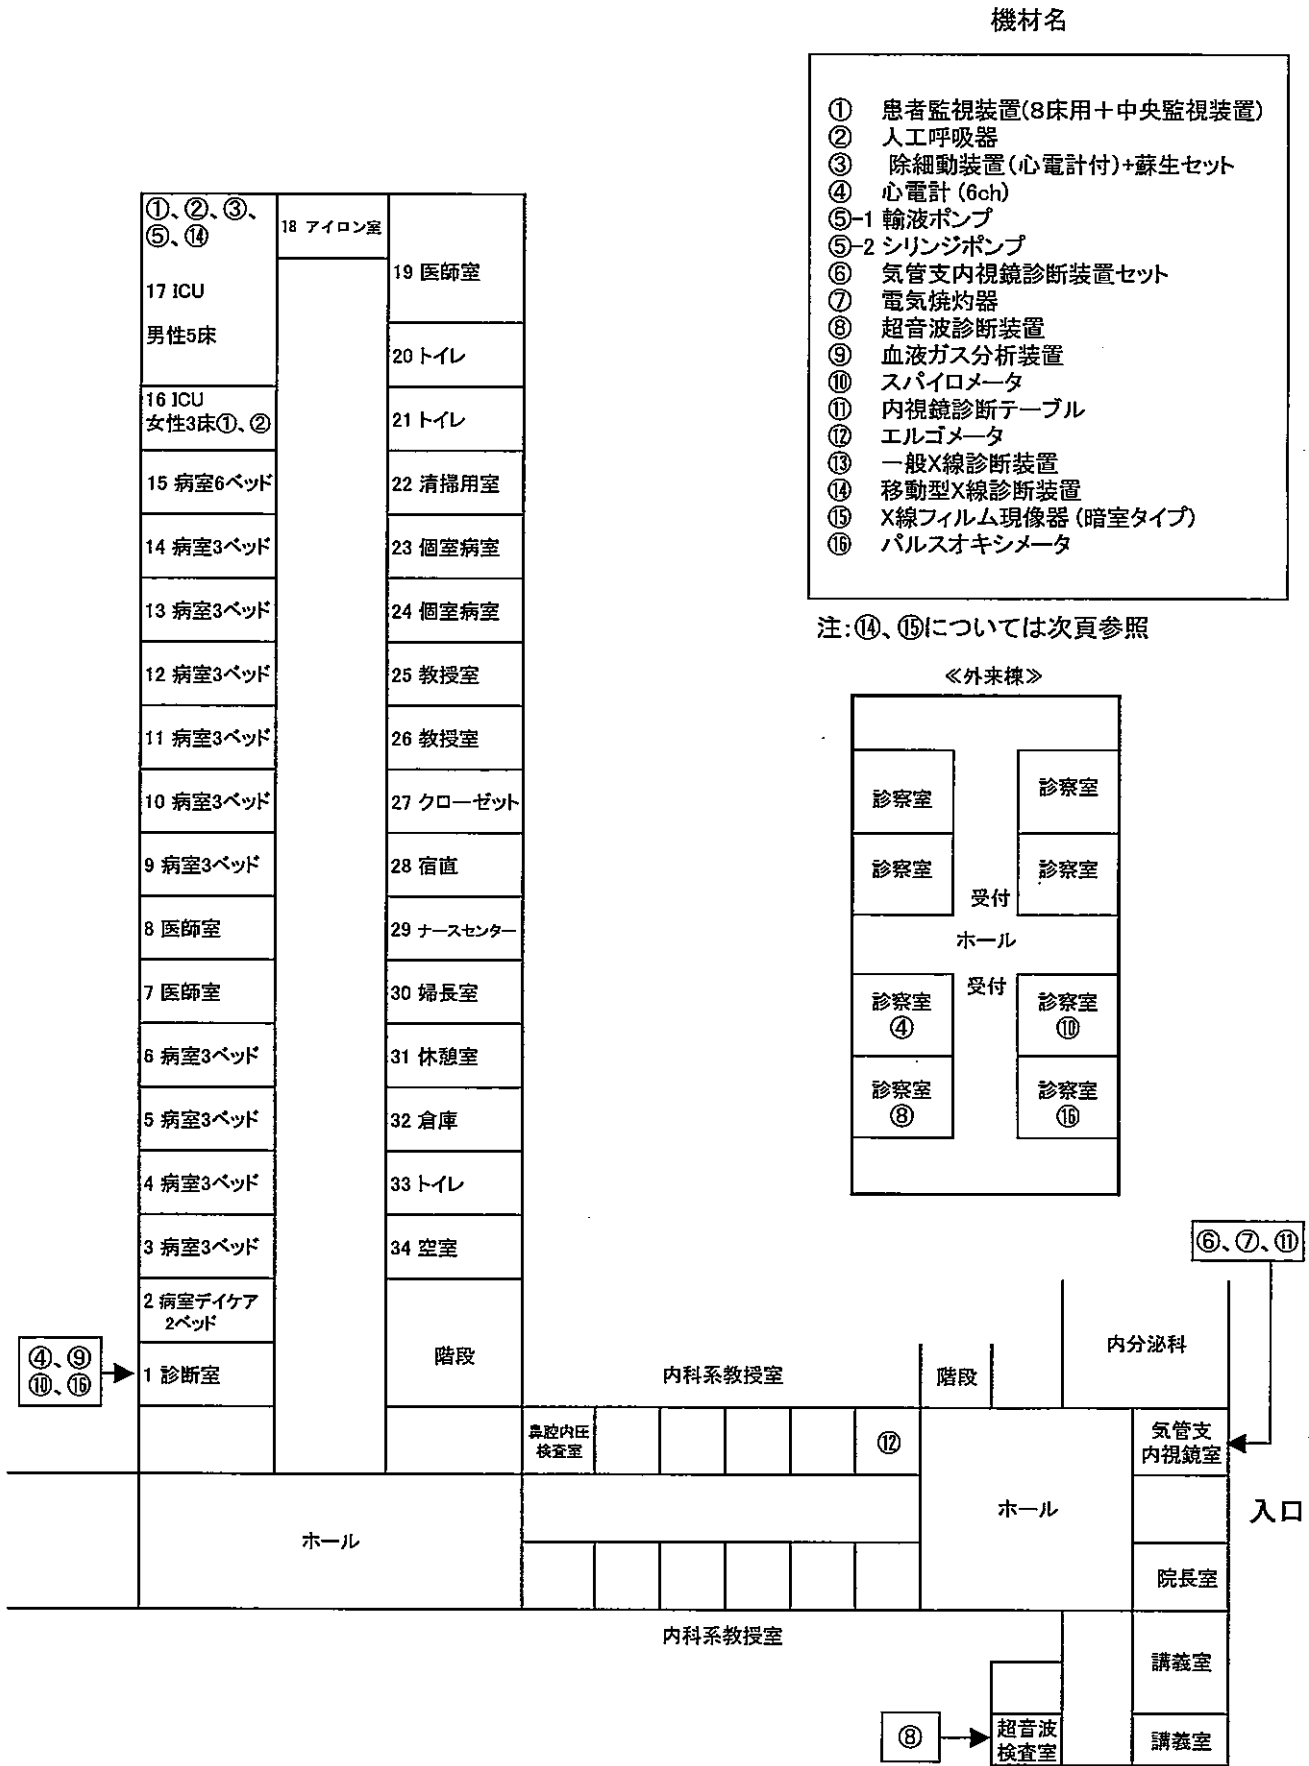 機材名
① 患者監視装置(8床用＋中央監視装置)
② 人工呼吸器
③ 除細動装置(心電計付)+蘇生セット
④ 心電計 (6ch)
⑤-1 輸液ポンプ
⑤-2 シリンジポンプ
⑥ 気管支内視鏡診断装置セット
⑦ 電気焼灼器
⑧ 超音波診断装置
⑨ 血液ガス分析装置
⑩ スパイロメータ
⑪ 内視鏡診断テーブル
⑫ エルゴメータ
⑬ 一般X線診断装置
⑭ 移動型X線診断装置
⑮ X線フィルム現像器 (暗室タイプ)
⑯ パルスオキシメータ
注:⑭、⑮については次頁参照
①、②、③、
⑤、⑭
17 ICU
男性5床
16 ICU
女性3床①、②
15 病室6ベッド
14 病室3ベッド
13 病室3ベッド
12 病室3ベッド
11 病室3ベッド
10 病室3ベッド
9 病室3ベッド
8 医師室
7 医師室
6 病室3ベッド
5 病室3ベッド
4 病室3ベッド
3 病室3ベッド
2 病室デイケア
2ベッド
1 診断室
④、⑨
⑩、⑯
18 アイロン室
19 医師室
20 トイレ
21 トイレ
22 清掃用室
23 個室病室
24 個室病室
25 教授室
26 教授室
27 クローゼット
28 宿直
29 ナースセンター
30 婦長室
31 休憩室
32 倉庫
33 トイレ
34 空室
階段
≪外来棟≫
診察室
診察室
診察室
診察室
受付
ホール
受付
診察室
④
診察室
⑩
診察室
⑧
診察室
⑯
⑥、⑦、⑪
内分泌科
内科系教授室
階段
鼻腔内圧
検査室
⑫
気管支
内視鏡室
ホール
ホール
入口
院長室
内科系教授室
講義室
⑧
超音波
検査室
講義室